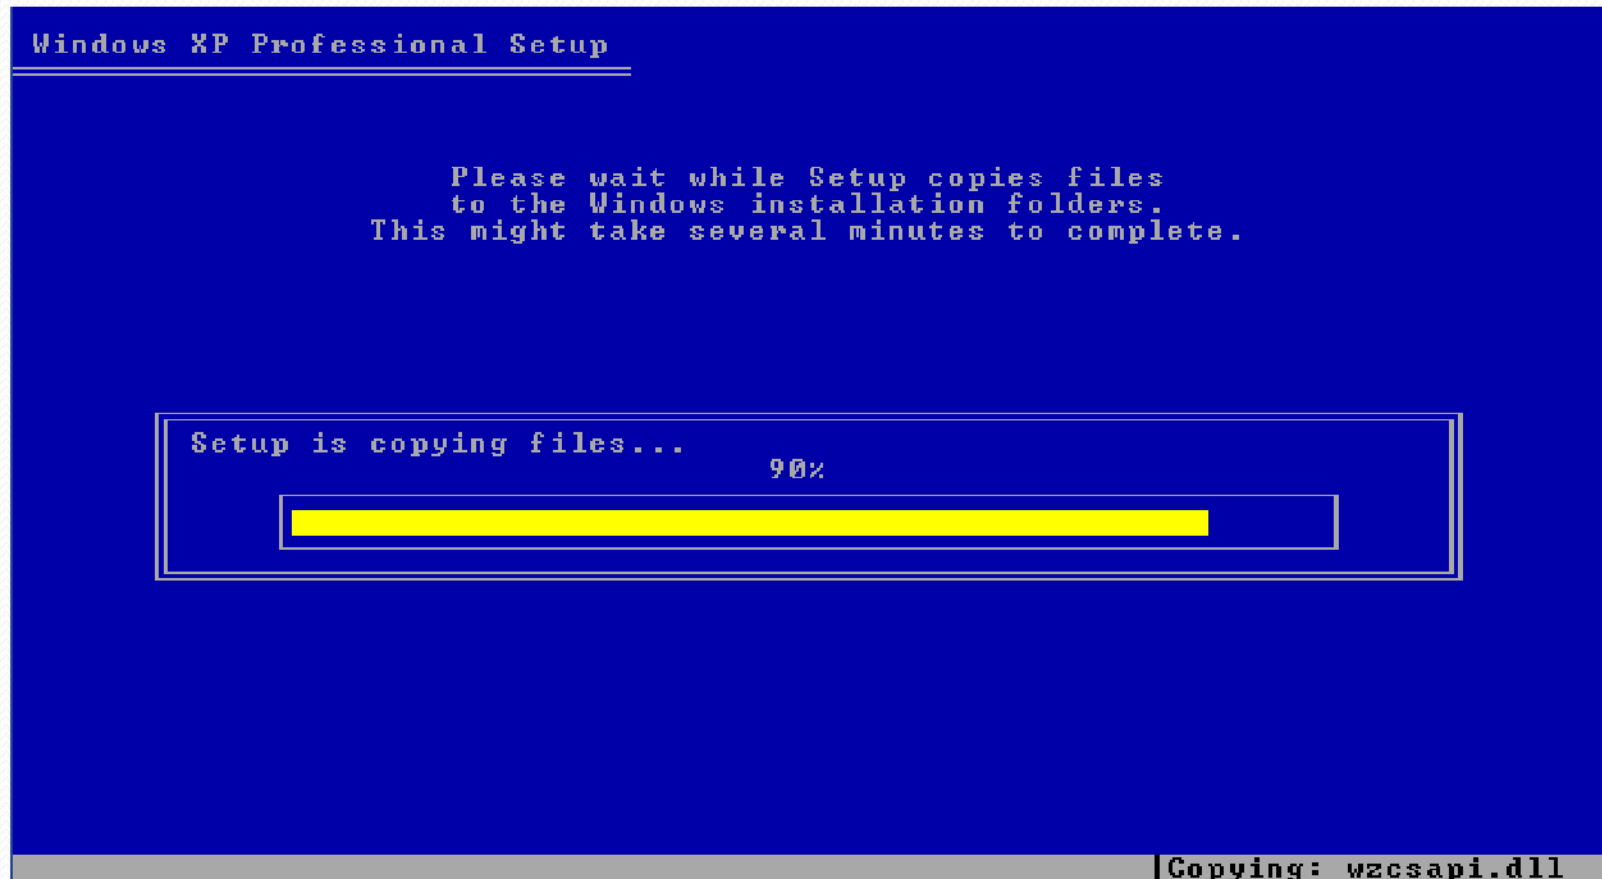 Windows XP Professional Setup
Please wait while Setup copies files
to the Windows installation folders.
This might take several minutes to complete.
Setup is copying files...
90%
Copying: wzcsapi.dll